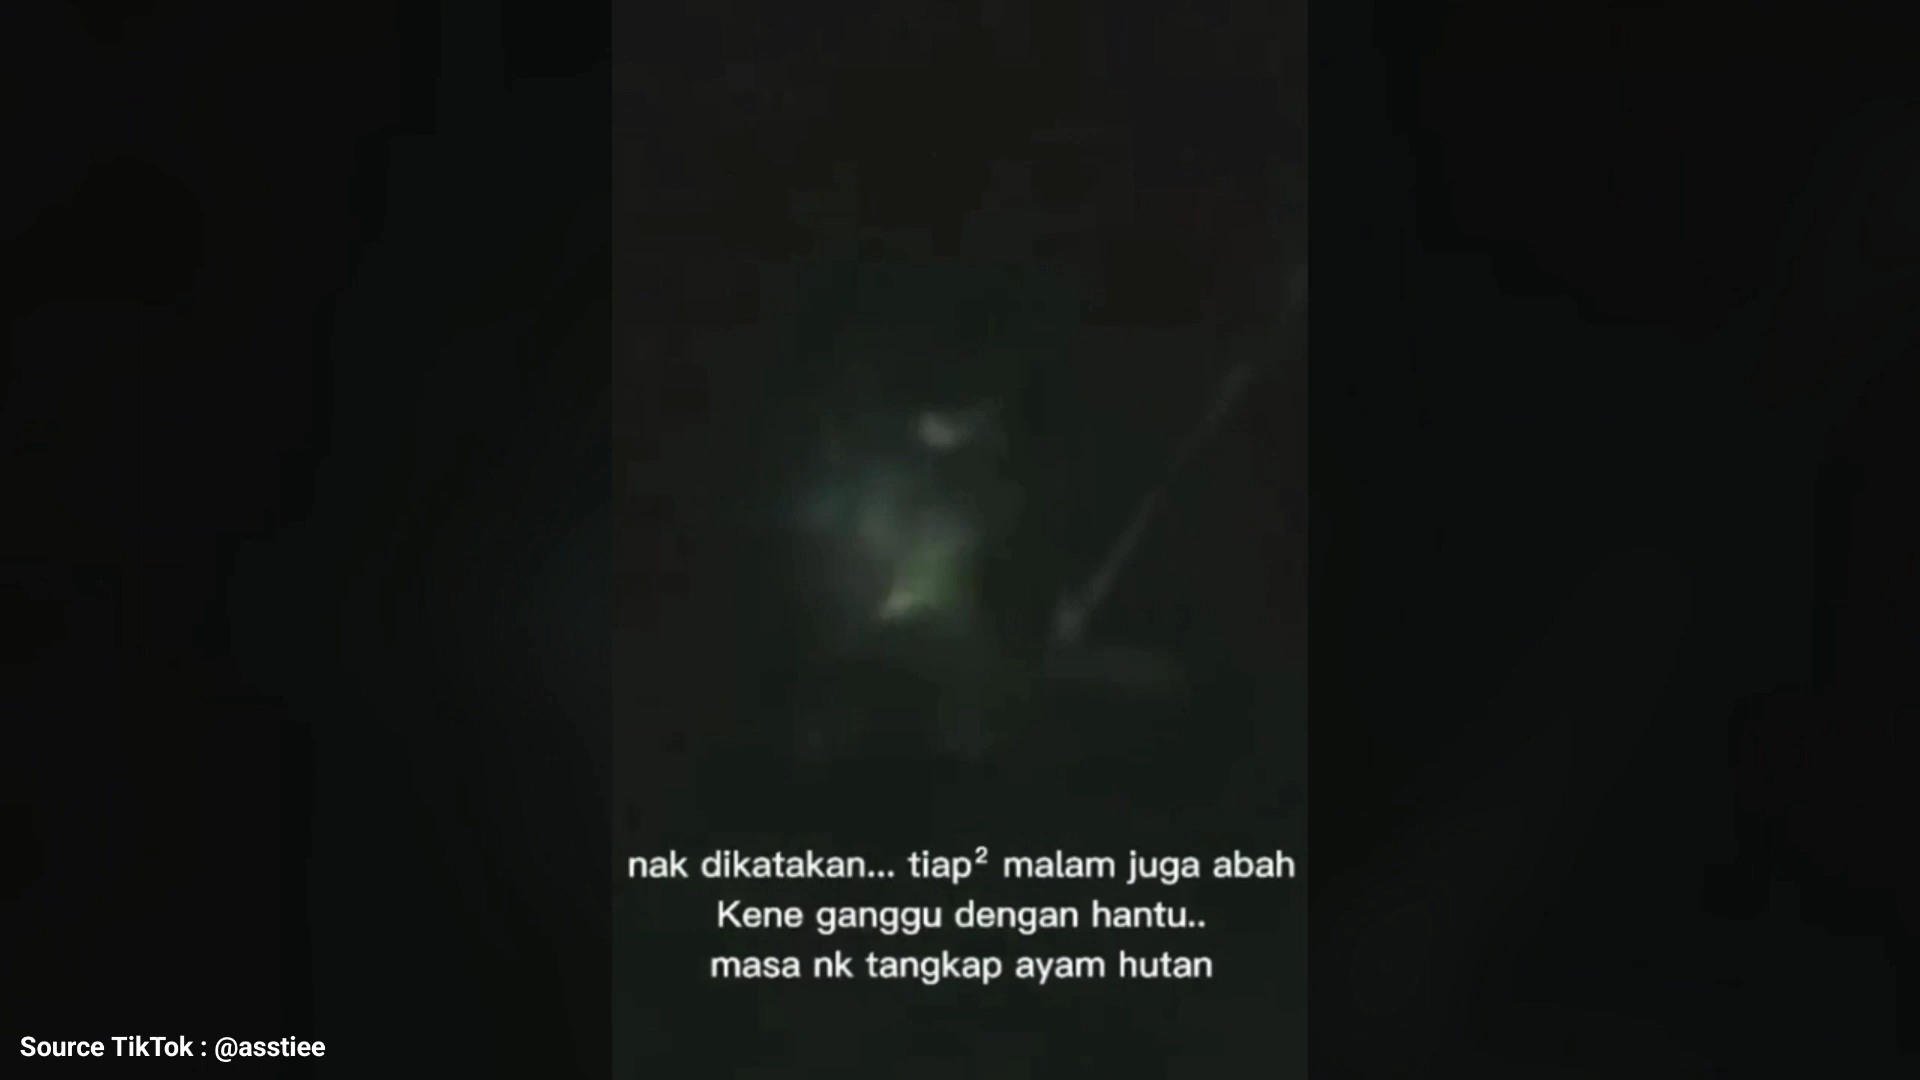 nak dikatakan... tiap² malam juga abah
Kene ganggu dengan hantu..
masa nk tangkap ayam hutan
Source TikTok : @asstiee